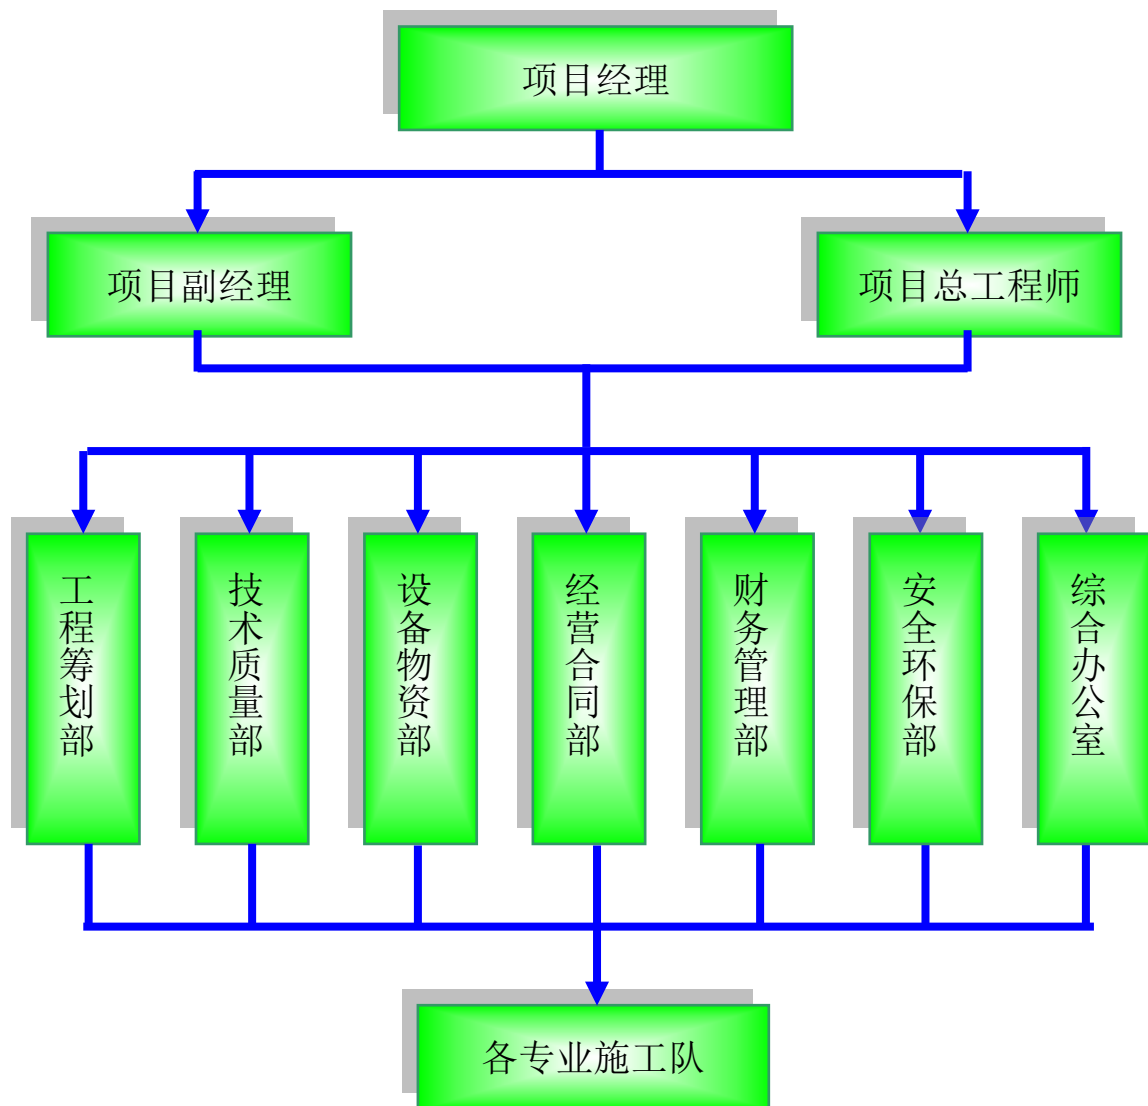 项目经理
项目副经理
项目总工程师
工程筹划部
技术质量部
设备物资部
经营合同部
财务管理部
安全环保部
综合办公室
各专业施工队